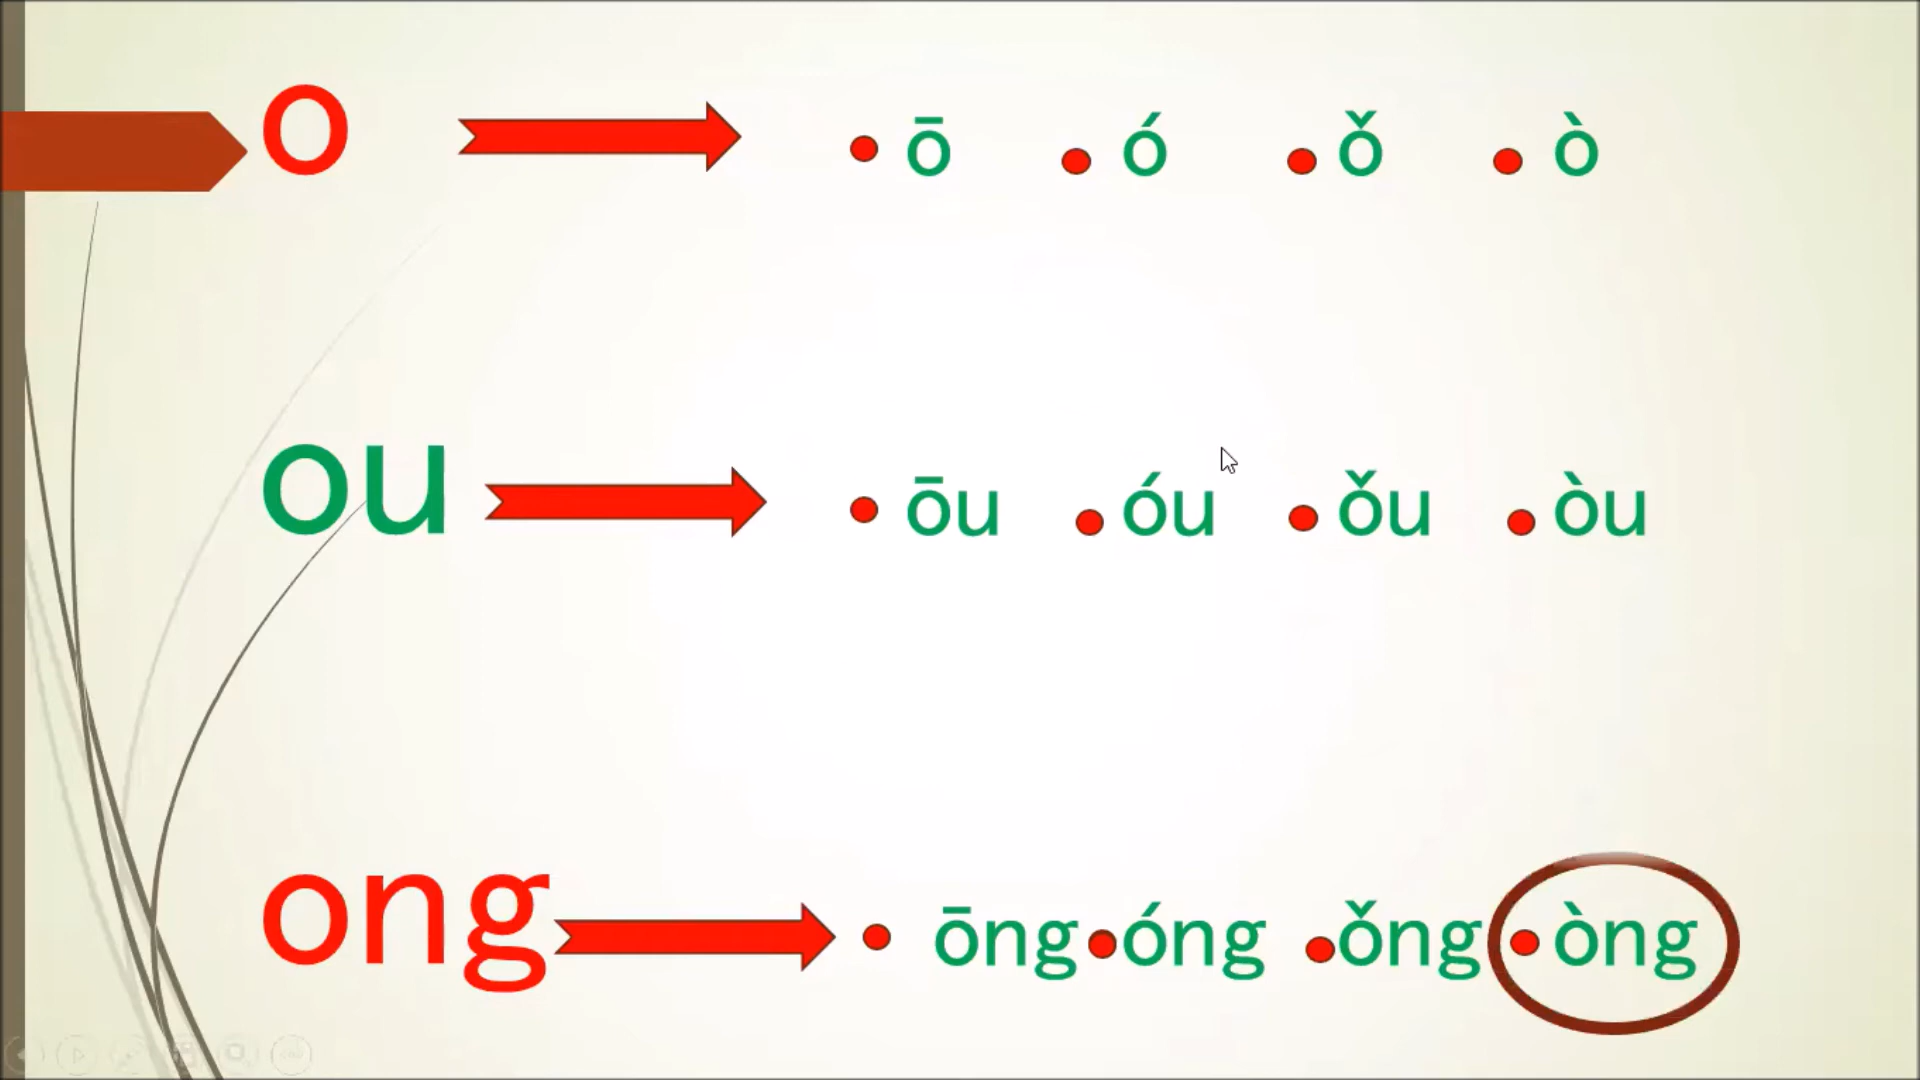 o ō ó ǒ ò
ou ōu óu ǒu òu
ong ōng óng ǒng òng